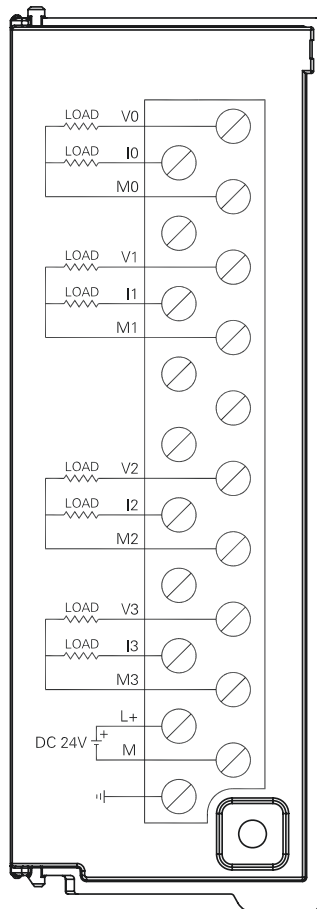 LOAD V0
LOAD I0
M0
LOAD V1
LOAD I1
M1
LOAD V2
LOAD I2
M2
LOAD V3
LOAD I3
M3
L+
DC 24V +
M